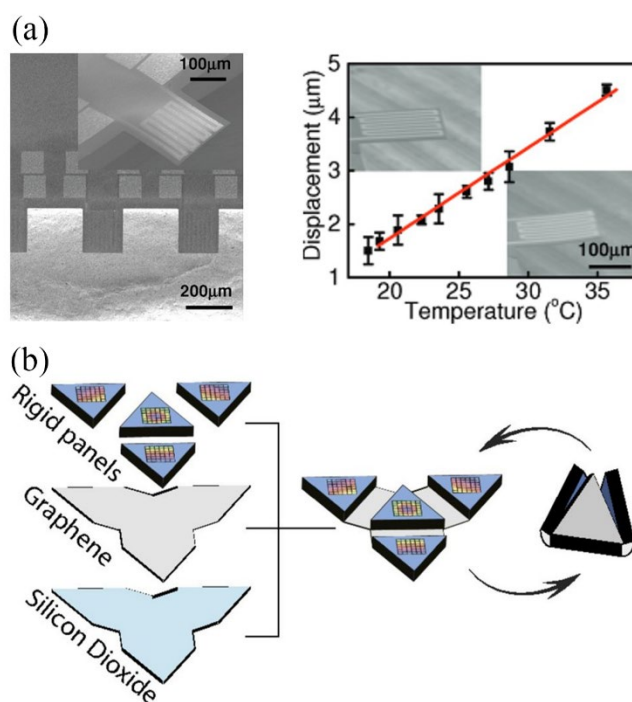 (a)
100μm
200μm
5
4
3
2
1
Displacement (μm)
100μm
20
25
30
35
Temperature (°C)
(b)
Rigid panels
Graphene
Silicon Dioxide